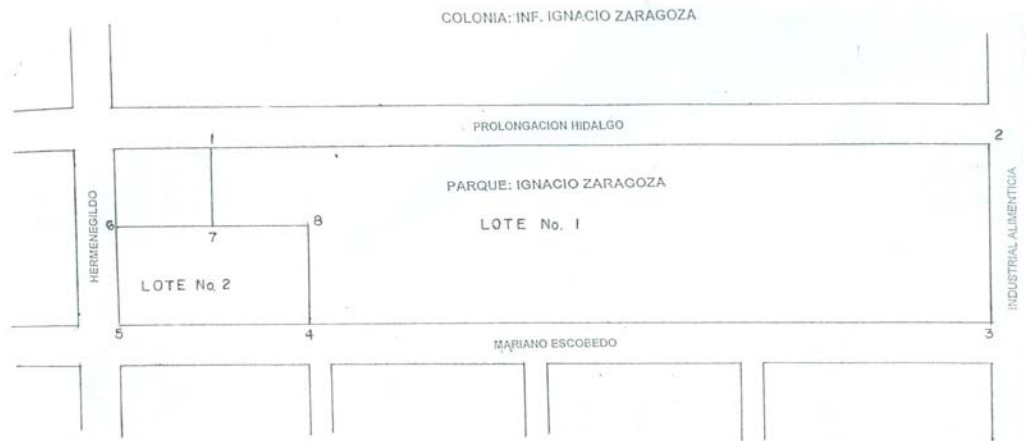 COLONIA: INF. IGNACIO ZARAGOZA
PROLONGACION HIDALGO
1
2
PARQUE: IGNACIO ZARAGOZA
LOTE No. 1
HERMENEGILDO
6
7
8
INDUSTRIAL ALIMENTICIA
LOTE No. 2
5
4
3
MARIANO ESCOBEDO